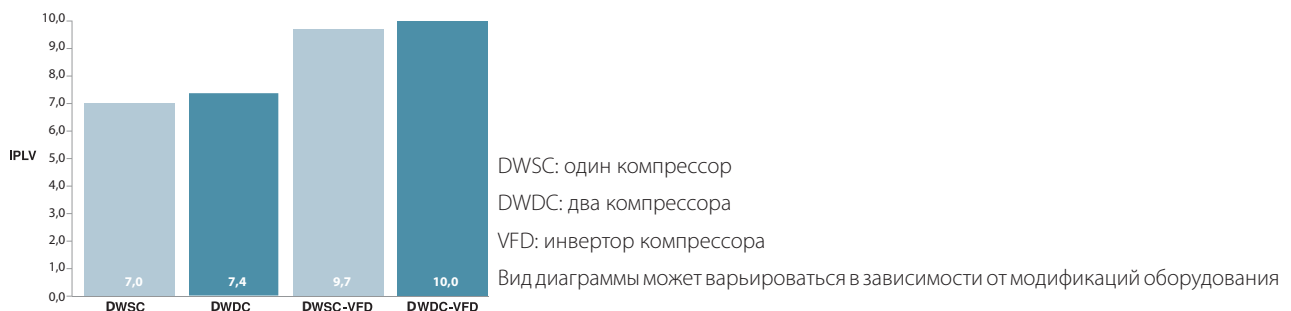 10,0
9,0
8,0
7,0
6,0
IPLV 5,0
4,0
3,0
2,0
1,0
0,0
7,0 7,4 9,7 10,0
DWSC DWDC DWSC-VFD DWDC-VFD
DWSC: один компрессор
DWDC: два компрессора
VFD: инвертор компрессора
Вид диаграммы может варьироваться в зависимости от модификаций оборудования